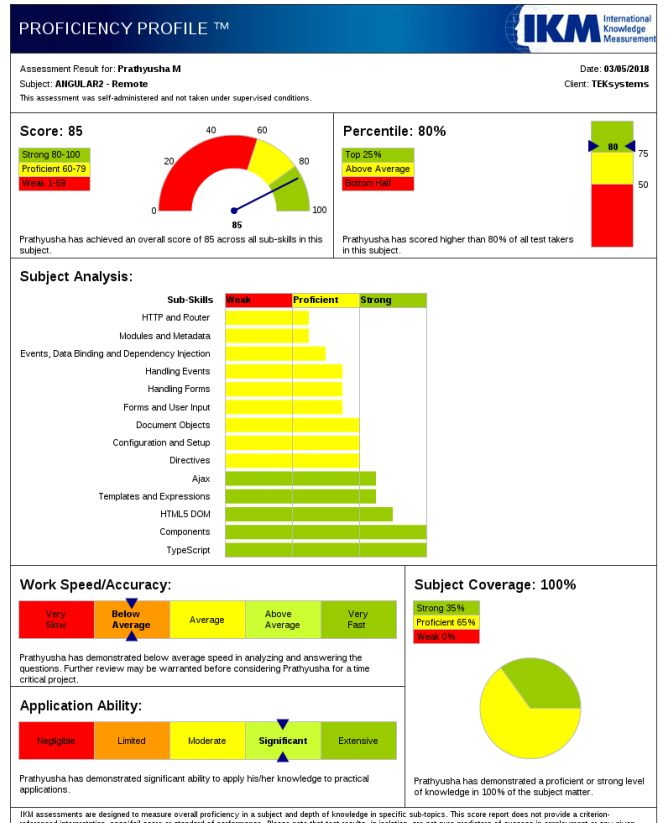 PROFICIENCY PROFILE ™
IKM International
Knowledge
Measurement
Assessment Result for: Prathyusha M
Date: 03/05/2018
Subject: ANGULAR2 - Remote
Client: TEKsystems
This assessment was self-administered and not taken under supervised conditions.
Score: 85
Strong 80-100
Proficient 60-79
Weak 1-59
0
20
40
60
80
100
85
Prathyusha has achieved an overall score of 85 across all sub-skills in this
subject.
Percentile: 80%
Top 25%
Above Average
Bottom Half
80
75
50
Prathyusha has scored higher than 80% of all test takers
in this subject.
Subject Analysis:
Sub-Skills Weak Proficient Strong
HTTP and Router
Modules and Metadata
Events, Data Binding and Dependency Injection
Handling Events
Handling Forms
Forms and User Input
Document Objects
Configuration and Setup
Directives
Ajax
Templates and Expressions
HTML5 DOM
Components
TypeScript
Work Speed/Accuracy:
Very
Slow
Below
Average
Average
Above
Average
Very
Fast
Prathyusha has demonstrated below average speed in analyzing and answering the
questions. Further review may be warranted before considering Prathyusha for a time
critical project.
Application Ability:
Negligible
Limited
Moderate
Significant
Extensive
Prathyusha has demonstrated significant ability to apply his/her knowledge to practical
applications.
Subject Coverage: 100%
Strong 35%
Proficient 65%
Weak 0%
Prathyusha has demonstrated a proficient or strong level
of knowledge in 100% of the subject matter.
IKM assessments are designed to measure overall proficiency in a subject and depth of knowledge in specific sub-topics. This score report does not provide a criterion-